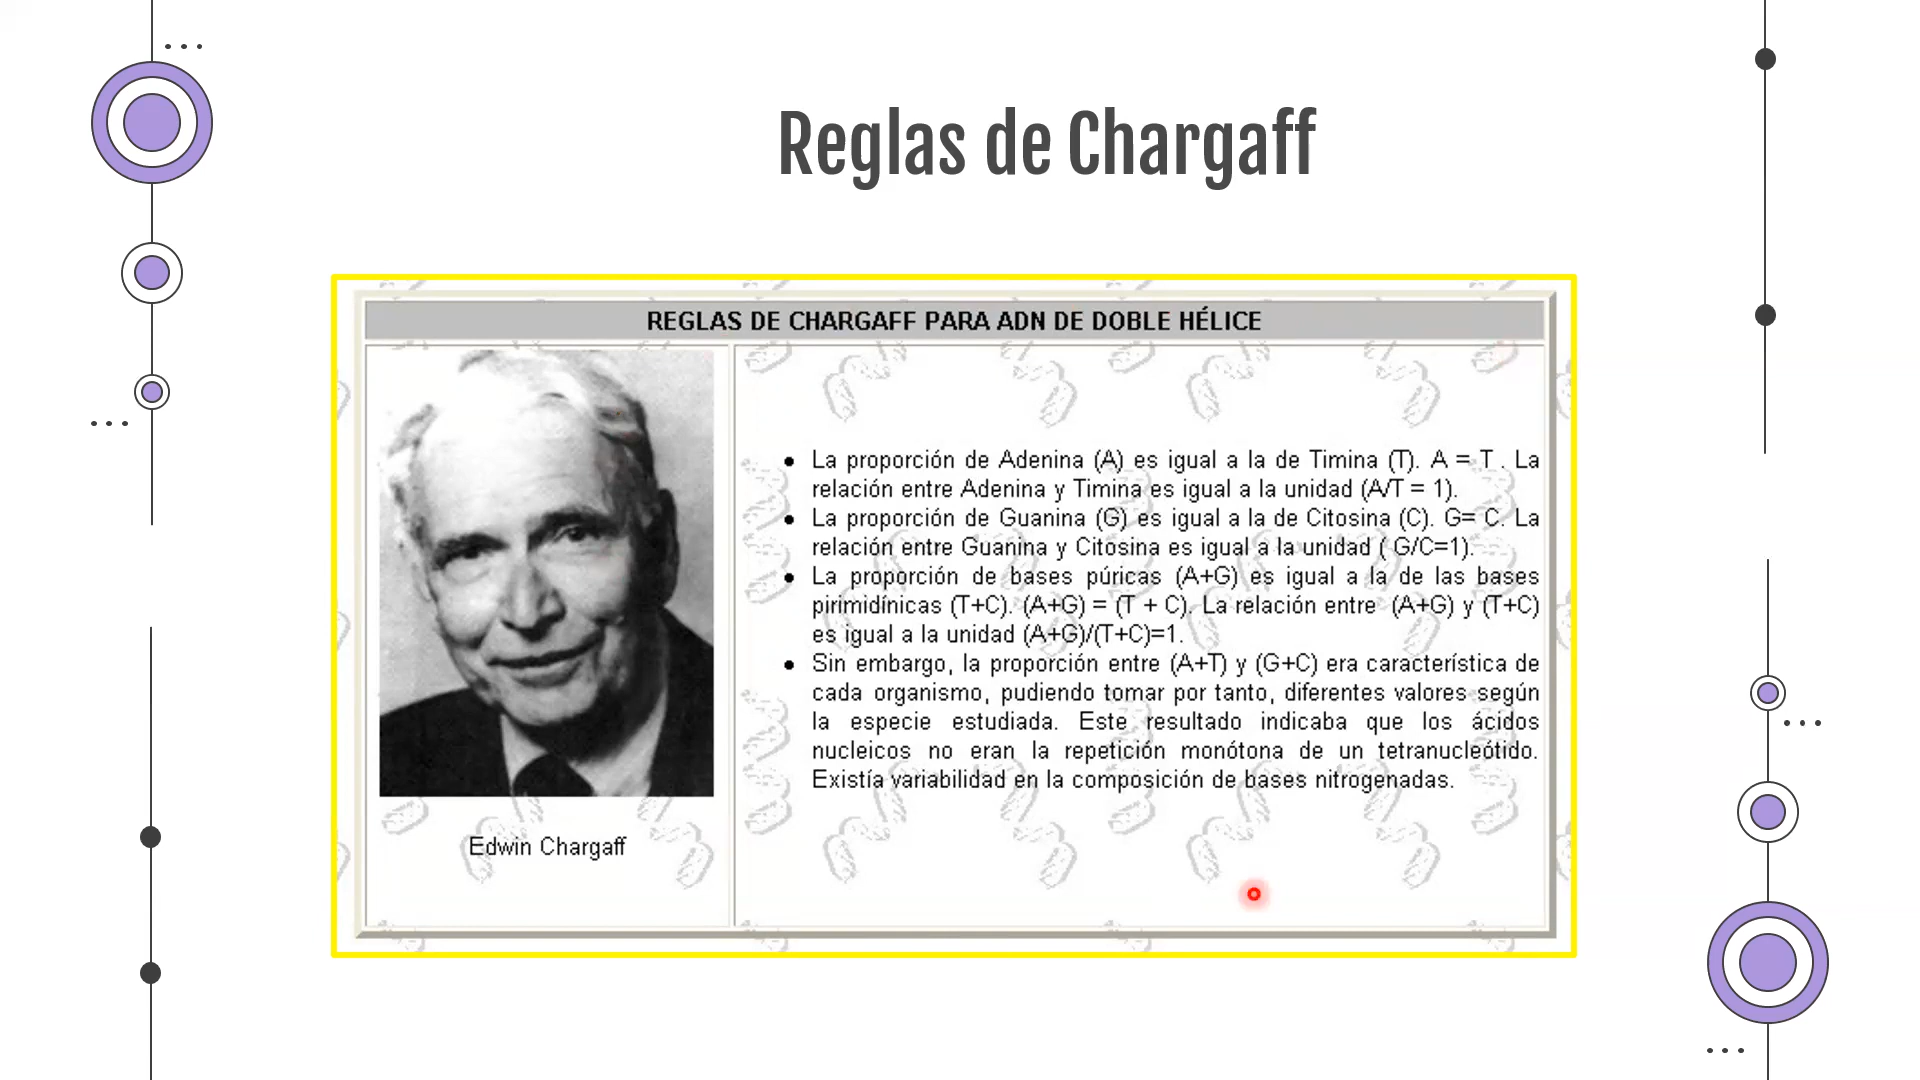 Reglas de Chargaff
REGLAS DE CHARGAFF PARA ADN DE DOBLE HÉLICE
La proporción de Adenina (A) es igual a la de Timina (T). A = T . La
relación entre Adenina y Timina es igual a la unidad (A/T = 1).
La proporción de Guanina (G) es igual a la de Citosina (C). G= C. La
relación entre Guanina y Citosina es igual a la unidad ( G/C=1).
La proporción de bases púricas (A+G) es igual a la de las bases
pirimidínicas (T+C). (A+G) = (T + C). La relación entre (A+G) y (T+C)
es igual a la unidad (A+G)/(T+C)=1.
Sin embargo, la proporción entre (A+T) y (G+C) era característica de
cada organismo, pudiendo tomar por tanto, diferentes valores según
la especie estudiada. Este resultado indicaba que los ácidos
nucleicos no eran la repetición monótona de un tetranucleótido.
Existía variabilidad en la composición de bases nitrogenadas.
Edwin Chargaff